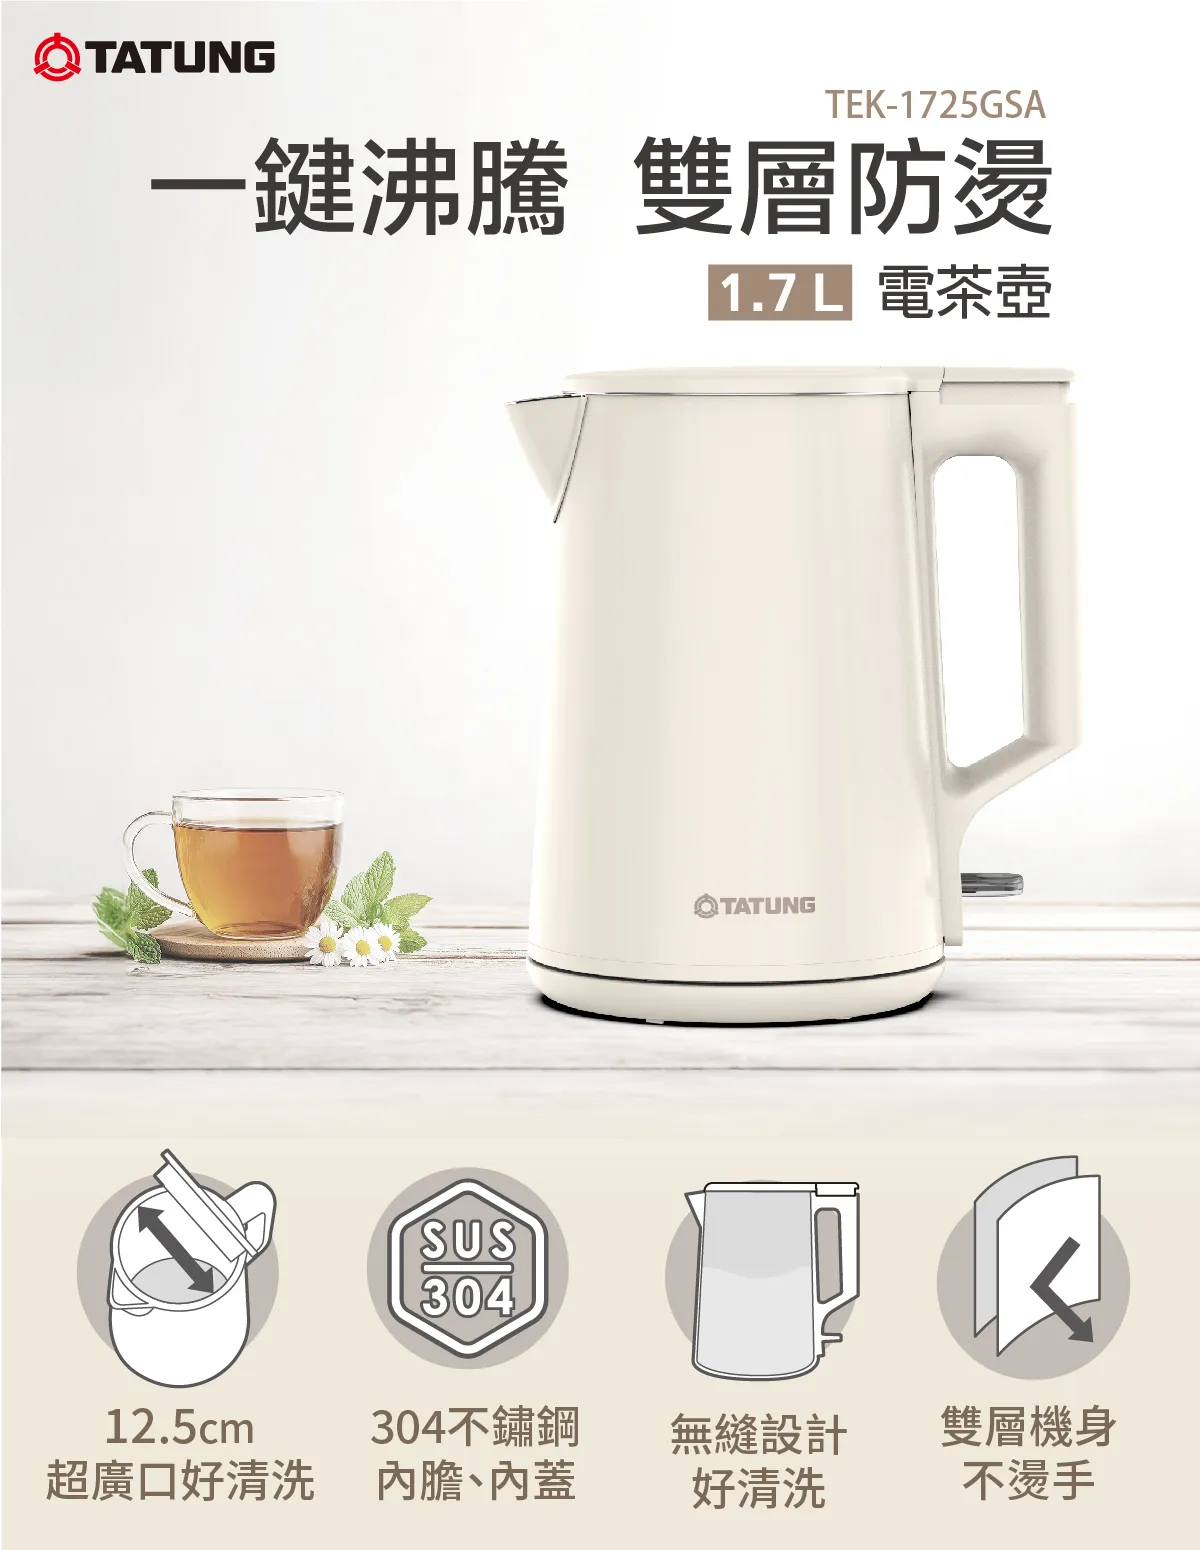 TATUNG
TEK-1725GSA
一鍵沸騰 雙層防燙
1.7 L 電茶壺
TATUNG
SUS
304
12.5cm
超廣口好清洗
304不鏽鋼
內膽、內蓋
無縫設計
好清洗
雙層機身
不燙手